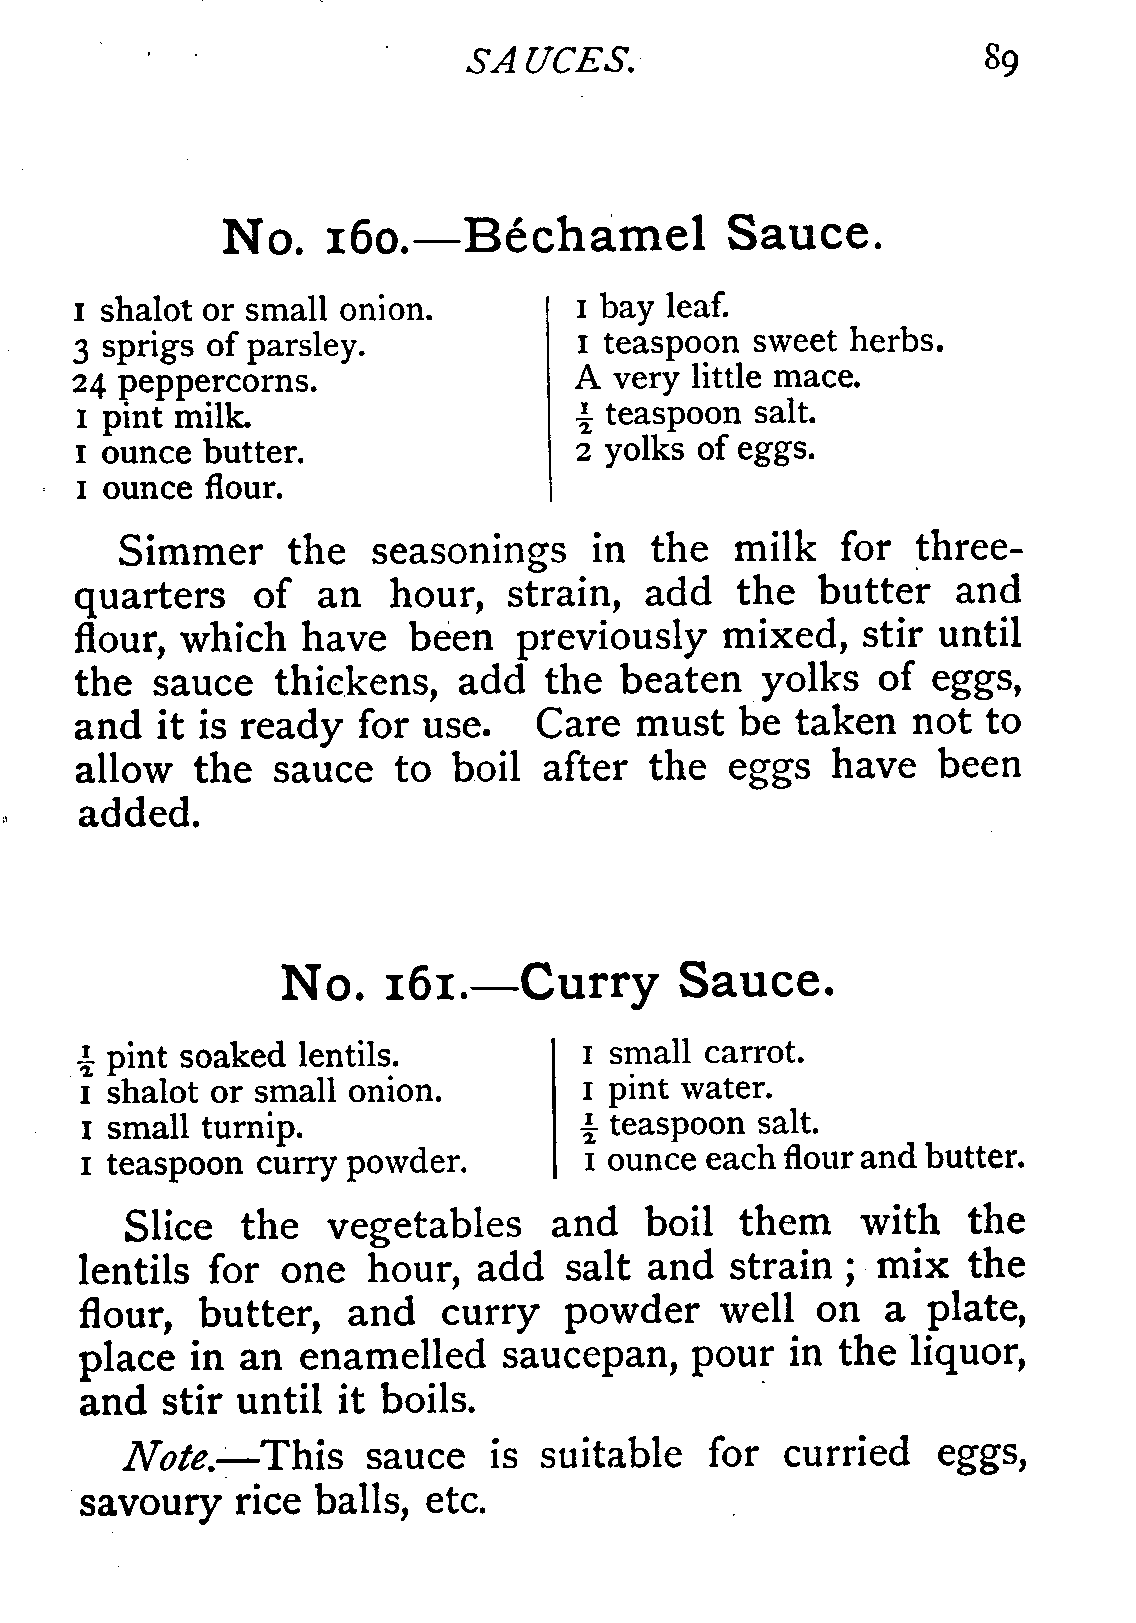 SAUCES. 89
No. 160.—Béchamel Sauce.
1 shalot or small onion.
3 sprigs of parsley.
24 peppercorns.
1 pint milk.
1 ounce butter.
1 ounce flour.
1 bay leaf.
1 teaspoon sweet herbs.
A very little mace.
½ teaspoon salt.
2 yolks of eggs.
Simmer the seasonings in the milk for three-
quarters of an hour, strain, add the butter and
flour, which have been previously mixed, stir until
the sauce thickens, add the beaten yolks of eggs,
and it is ready for use. Care must be taken not to
allow the sauce to boil after the eggs have been
added.
No. 161.—Curry Sauce.
½ pint soaked lentils.
1 shalot or small onion.
1 small turnip.
1 teaspoon curry powder.
1 small carrot.
1 pint water.
½ teaspoon salt.
1 ounce each flour and butter.
Slice the vegetables and boil them with the
lentils for one hour, add salt and strain ; mix the
flour, butter, and curry powder well on a plate,
place in an enamelled saucepan, pour in the liquor,
and stir until it boils.
Note.—This sauce is suitable for curried eggs,
savoury rice balls, etc.